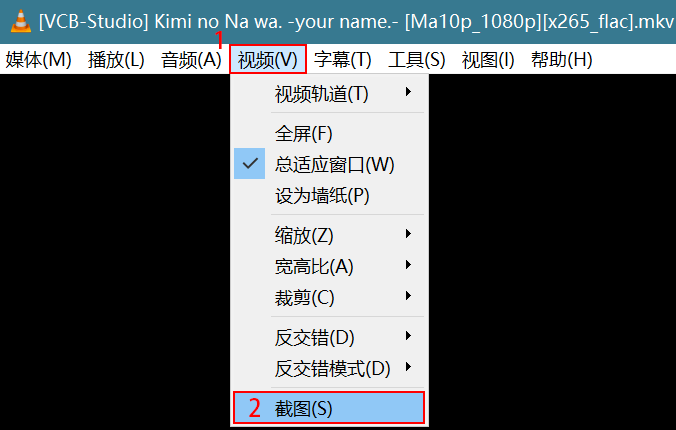 [VCB-Studio] Kimi no Na wa. -your name.- [Ma10p_1080p][x265_flac].mkv
1
媒体(M) 播放(L) 音频(A) 视频(V) 字幕(T) 工具(S) 视图(I) 帮助(H)
视频轨道(T)
全屏(F)
总适应窗口(W)
设为墙纸(P)
缩放(Z)
宽高比(A)
裁剪(C)
反交错(D)
反交错模式(D)
2 截图(S)